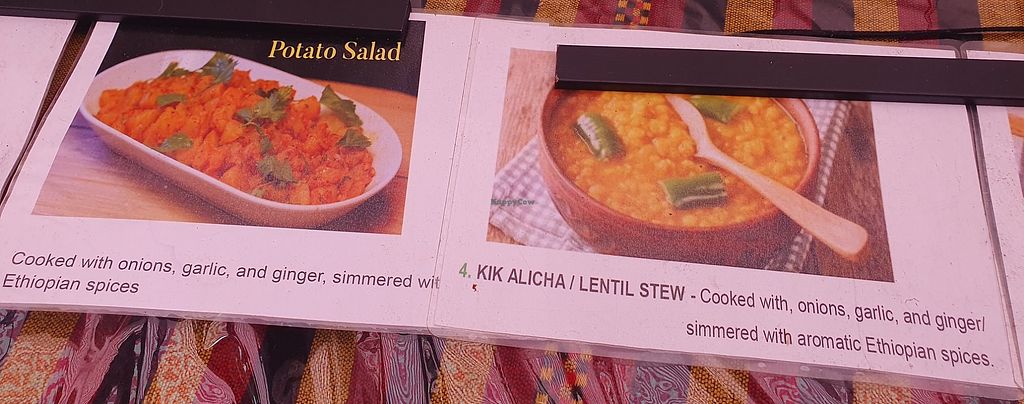 Potato Salad
Cooked with onions, garlic, and ginger, simmered wit
Ethiopian spices
HappyCow
4. KIK ALICHA / LENTIL STEW - Cooked with, onions, garlic, and ginger/
simmered with aromatic Ethiopian spices.